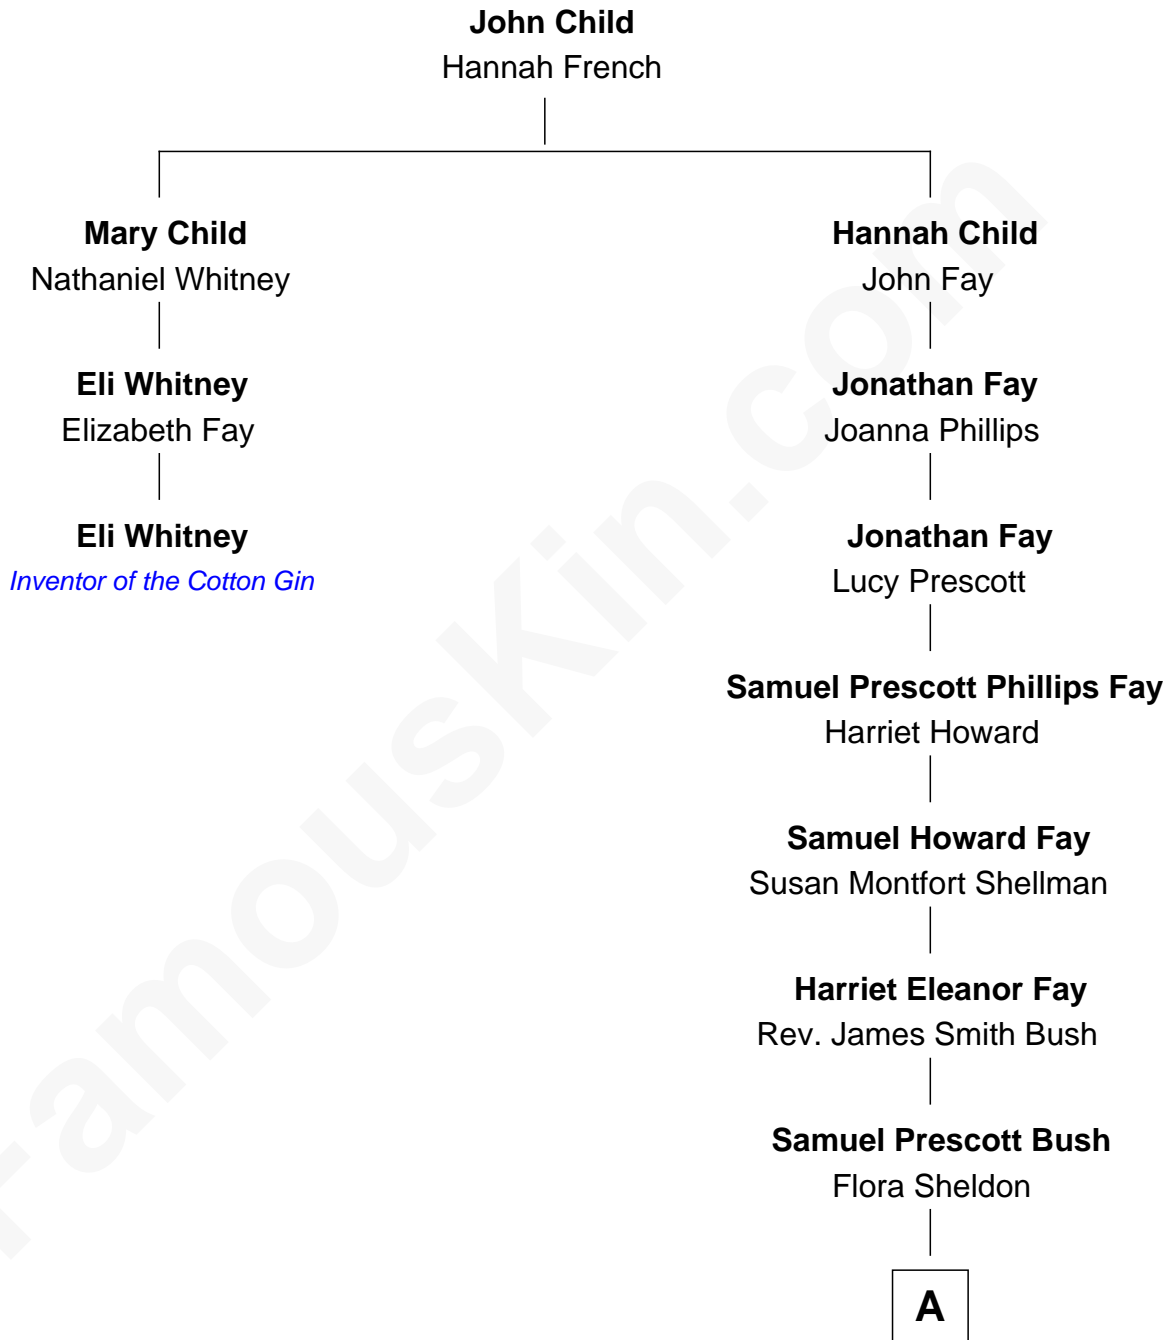 John Child
Hannah French
Mary Child
Nathaniel Whitney
Eli Whitney
Elizabeth Fay
Eli Whitney
Inventor of the Cotton Gin
Hannah Child
John Fay
Jonathan Fay
Joanna Phillips
Jonathan Fay
Lucy Prescott
Samuel Prescott Phillips Fay
Harriet Howard
Samuel Howard Fay
Susan Montfort Shellman
Harriet Eleanor Fay
Rev. James Smith Bush
Samuel Prescott Bush
Flora Sheldon
A
FamousKin.com